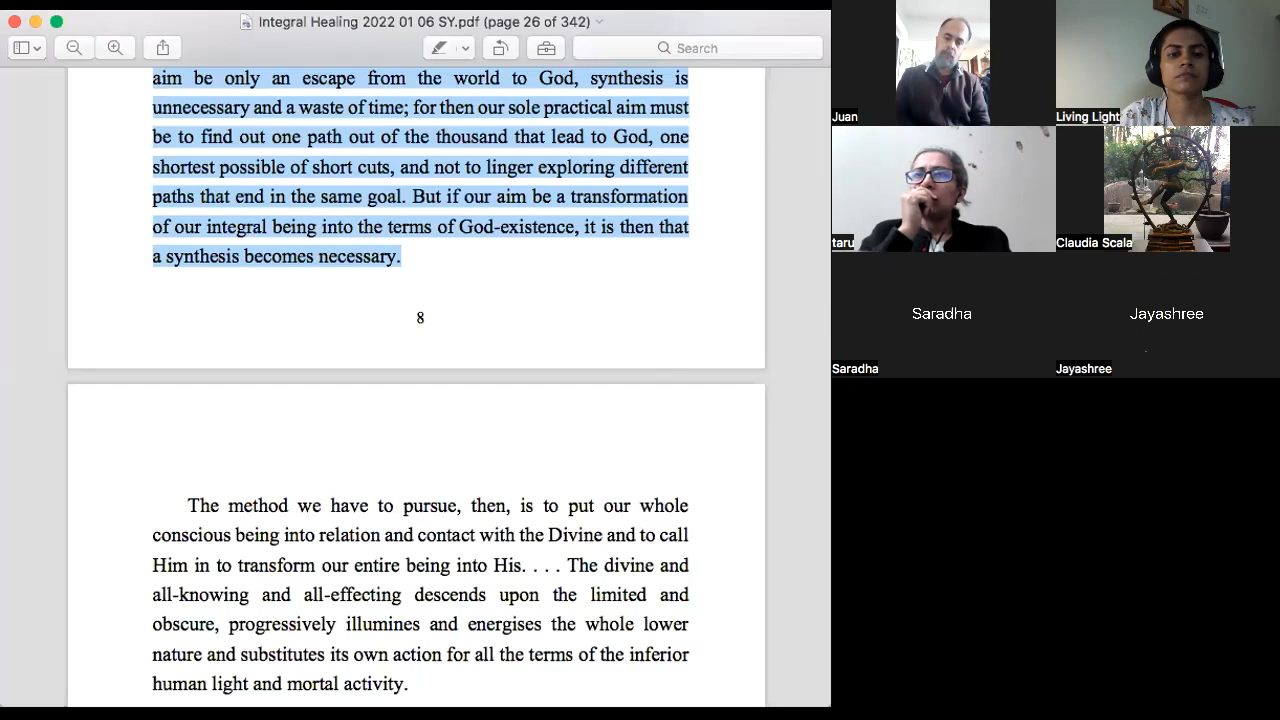 Integral Healing 2022 01 06 SY.pdf (page 26 of 342)
Search
aim be only an escape from the world to God, synthesis is
unnecessary and a waste of time; for then our sole practical aim must
be to find out one path out of the thousand that lead to God, one
shortest possible of short cuts, and not to linger exploring different
paths that end in the same goal. But if our aim be a transformation
of our integral being into the terms of God-existence, it is then that
a synthesis becomes necessary.
8
The method we have to pursue, then, is to put our whole
conscious being into relation and contact with the Divine and to call
Him in to transform our entire being into His. . . . The divine and
all-knowing and all-effecting descends upon the limited and
obscure, progressively illumines and energises the whole lower
nature and substitutes its own action for all the terms of the inferior
human light and mortal activity.
Juan
Living Light
taru
Claudia Scala
Saradha
Jayashree
Saradha
Jayashree